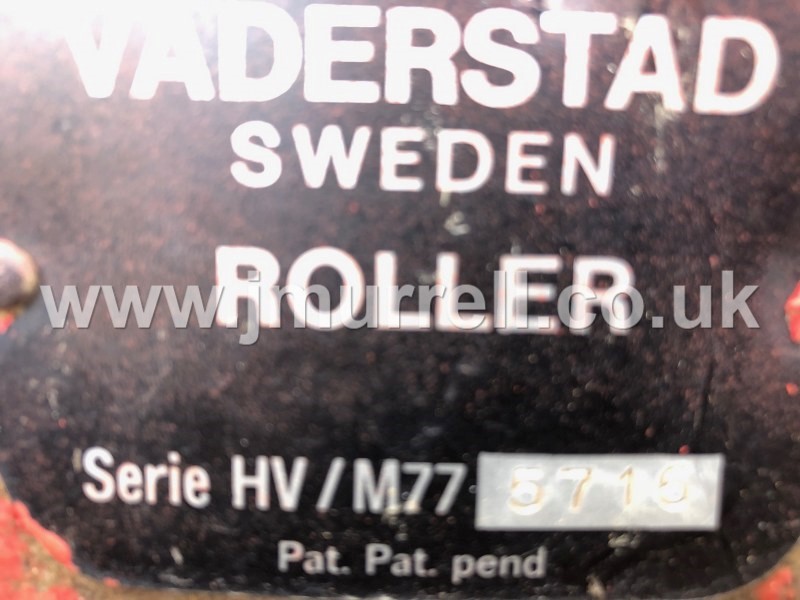 VADERSTAD
SWEDEN
ROLLER
www.jmurrell.co.uk
Serie HV/M77
Pat. Pat. pend